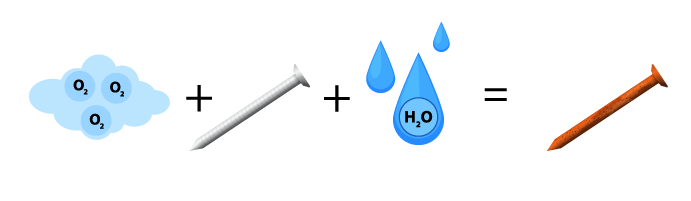 O₂ O₂
+ + H₂O =
O₂